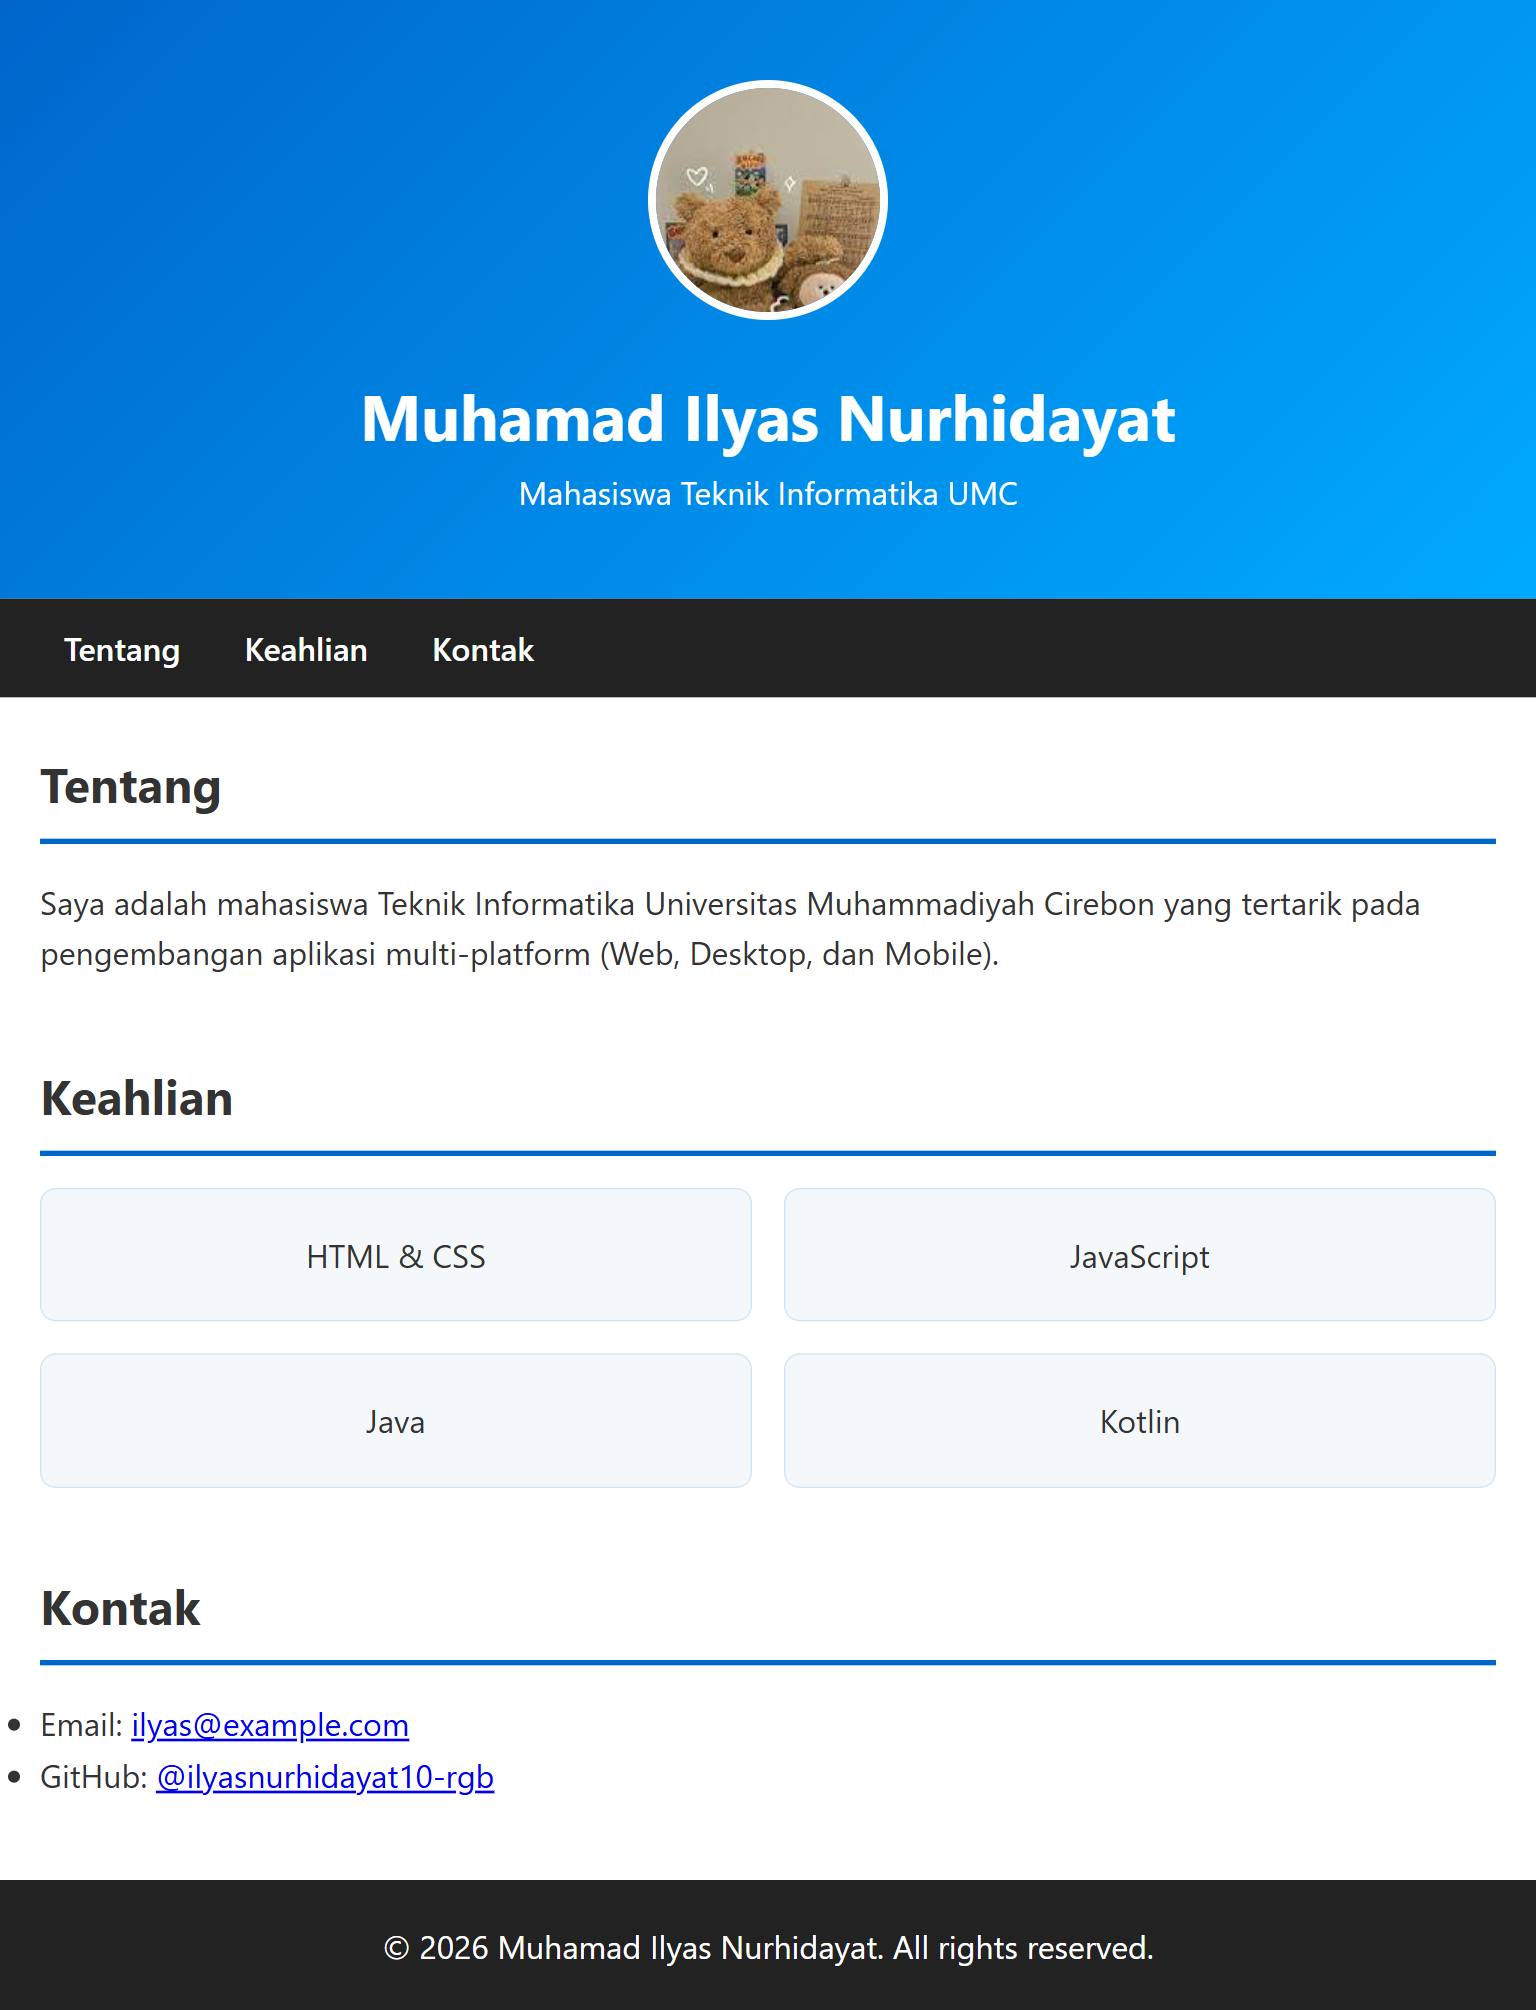 Muhamad Ilyas Nurhidayat
Mahasiswa Teknik Informatika UMC
Tentang
Keahlian
Kontak
Tentang
Saya adalah mahasiswa Teknik Informatika Universitas Muhammadiyah Cirebon yang tertarik pada
pengembangan aplikasi multi-platform (Web, Desktop, dan Mobile).
Keahlian
HTML & CSS
JavaScript
Java
Kotlin
Kontak
Email: ilyas@example.com
GitHub: @ilyasnurhidayat10-rgb
© 2026 Muhamad Ilyas Nurhidayat. All rights reserved.